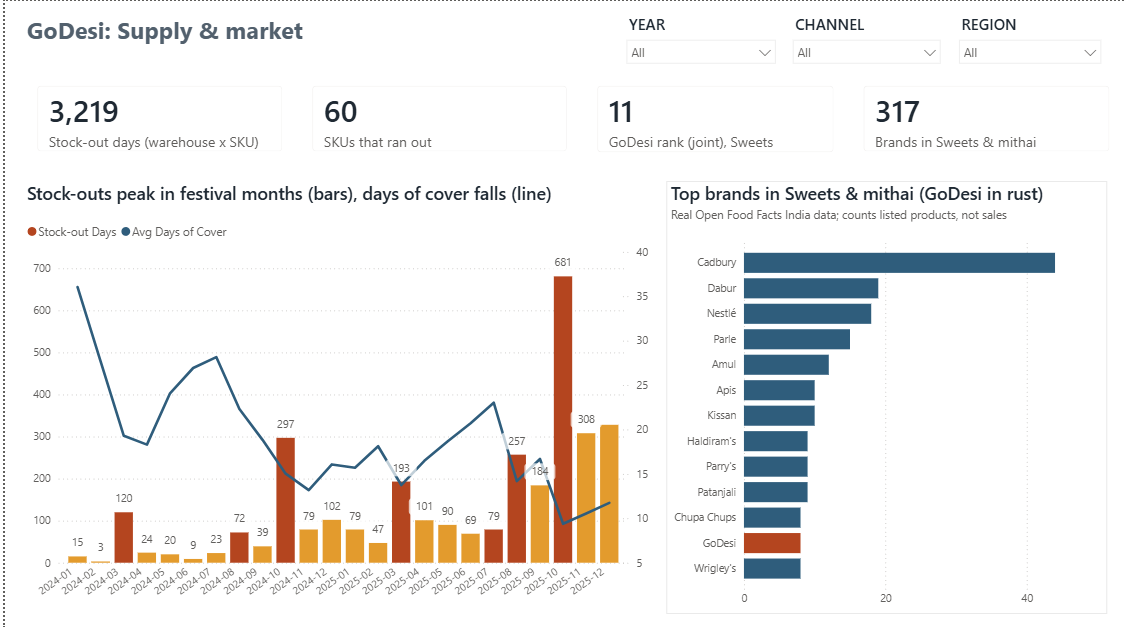 GoDesi: Supply & market
YEAR
CHANNEL
REGION
All
All
All
3,219
Stock-out days (warehouse x SKU)
60
SKUs that ran out
11
GoDesi rank (joint), Sweets
317
Brands in Sweets & mithai
Stock-outs peak in festival months (bars), days of cover falls (line)
Stock-out Days
Avg Days of Cover
700
600
500
400
300
200
100
0
40
35
30
25
20
15
10
5
15
3
120
24
20
9
23
72
39
297
79
102
79
47
193
101
90
69
79
257
184
681
308
2024-01
2024-02
2024-03
2024-04
2024-05
2024-06
2024-07
2024-08
2024-09
2024-10
2024-11
2024-12
2025-01
2025-02
2025-03
2025-04
2025-05
2025-06
2025-07
2025-08
2025-09
2025-10
2025-11
2025-12
Top brands in Sweets & mithai (GoDesi in rust)
Real Open Food Facts India data; counts listed products, not sales
Cadbury
Dabur
Nestlé
Parle
Amul
Apis
Kissan
Haldiram's
Parry's
Patanjali
Chupa Chups
GoDesi
Wrigley's
0
20
40